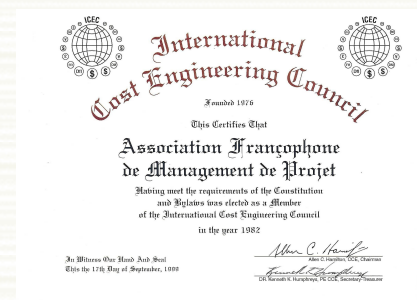 ICEC
ICEC
International
Cost Engineering Council
Founded 1976
This Certifies That
Association Françophone
de Management de Projet
Having met the requirements of the Constitution
and Bylaws was elected as a Member
of the International Cost Engineering Council
in the year 1982
In Witness Our Hand And Seal
This the 17th Day of September,
Allen C. Hamilton, CCE, Chairman
DR. Kenneth K. Humphreys, PE CCE, Secretary-Treasurer